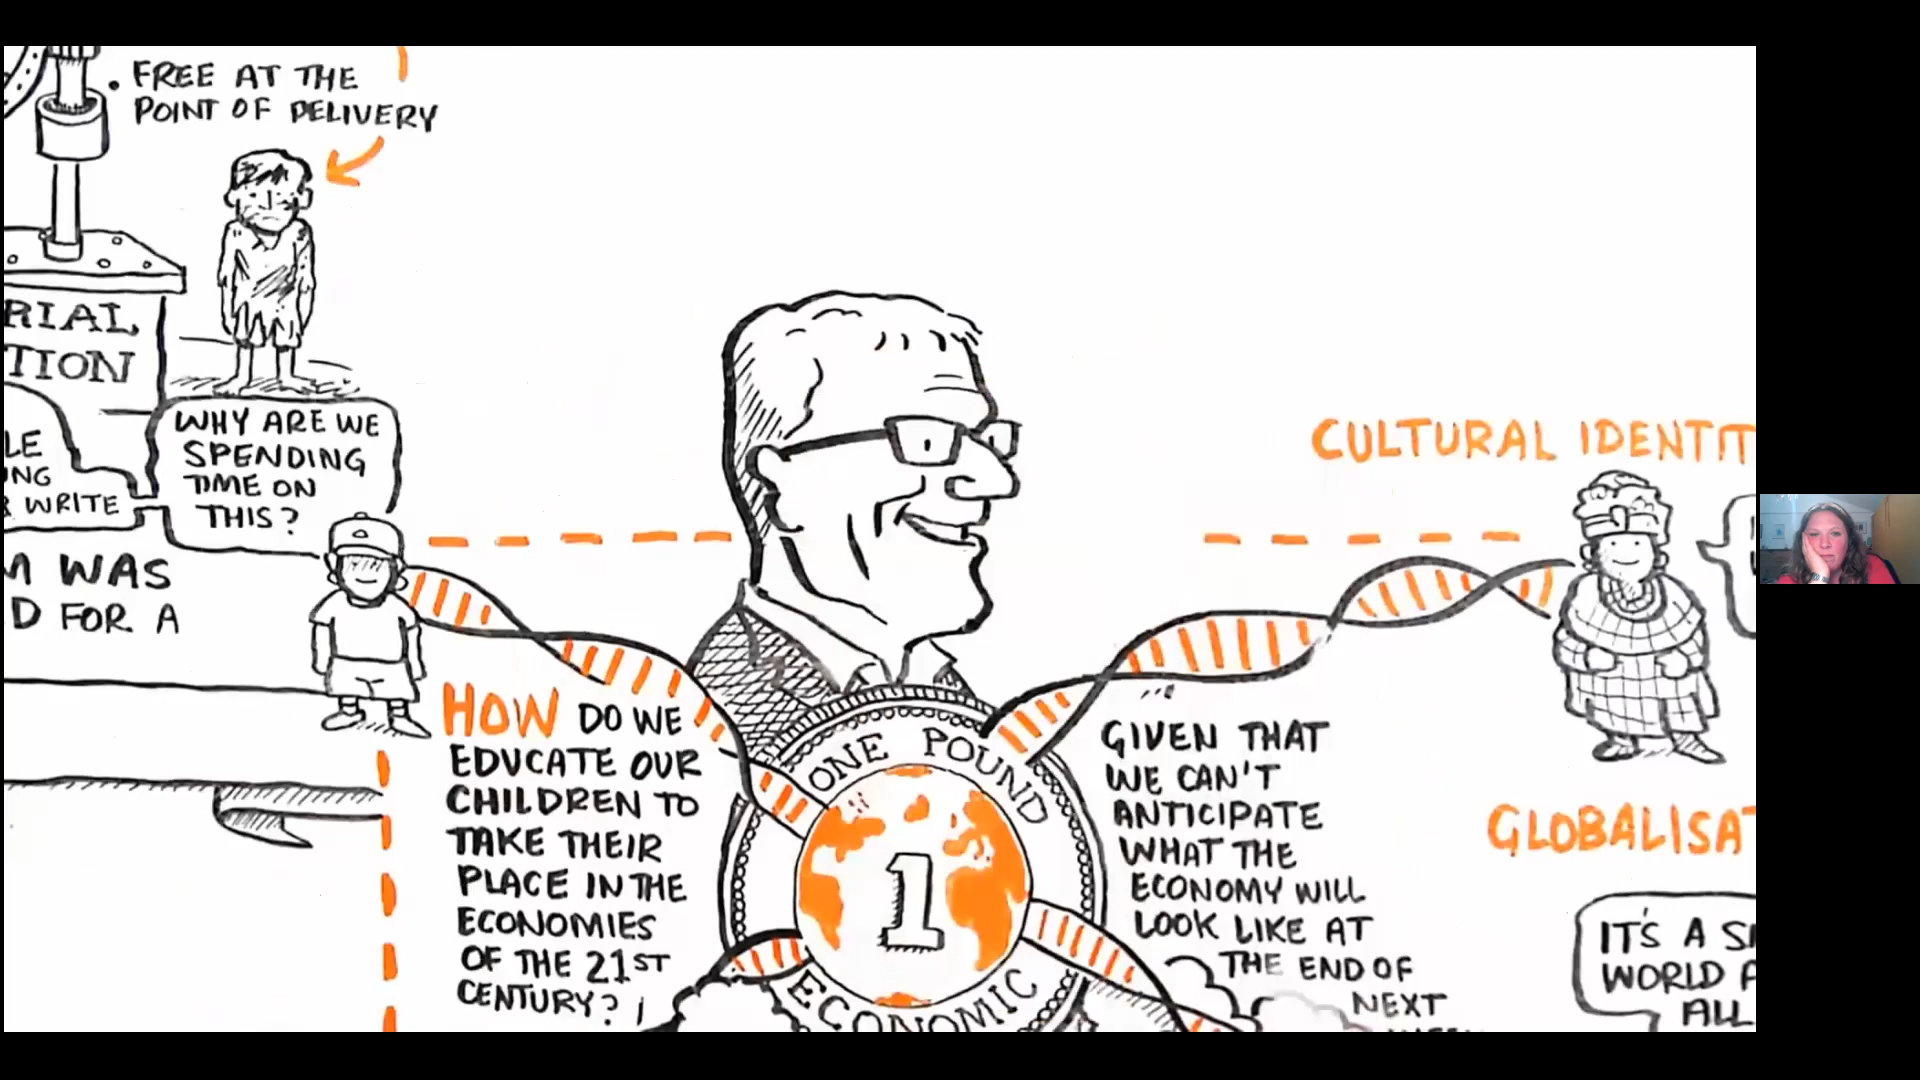 . FREE AT THE
POINT OF DELIVERY
RIAL
TION
LE
ING
WRITE
WHY ARE WE
SPENDING
TIME ON
THIS?
M WAS
D FOR A
HOW DO WE
EDUCATE OUR
CHILDREN TO
TAKE THEIR
PLACE IN THE
ECONOMIES
OF THE 21ST
CENTURY?
ONE POUND
1
ECONOMIC
CULTURAL IDENTIT
GIVEN THAT
WE CAN'T
ANTICIPATE
WHAT THE
ECONOMY WILL
LOOK LIKE AT
THE END OF
NEXT
GLOBALISAT
IT'S A SM
WORLD A
ALL